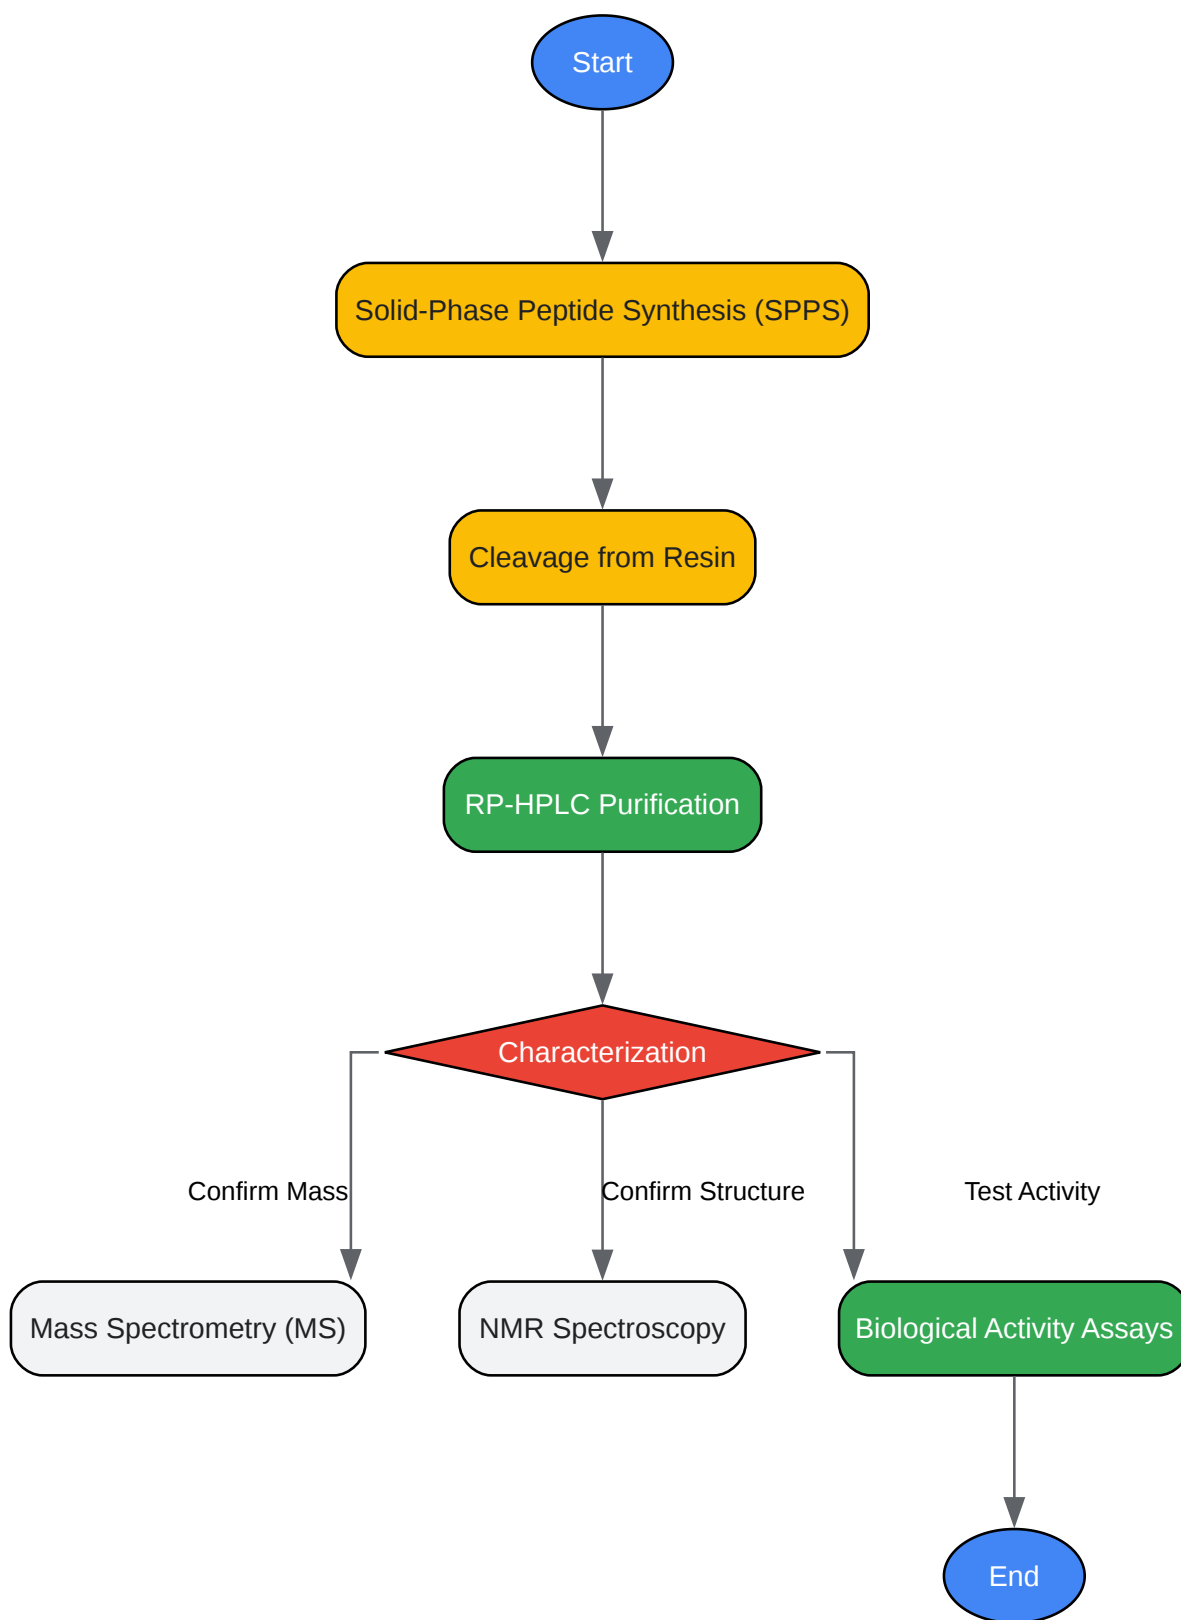 Start
Solid-Phase Peptide Synthesis (SPPS)
Cleavage from Resin
RP-HPLC Purification
Characterization
Confirm Mass
Confirm Structure
Test Activity
Mass Spectrometry (MS)
NMR Spectroscopy
Biological Activity Assays
End